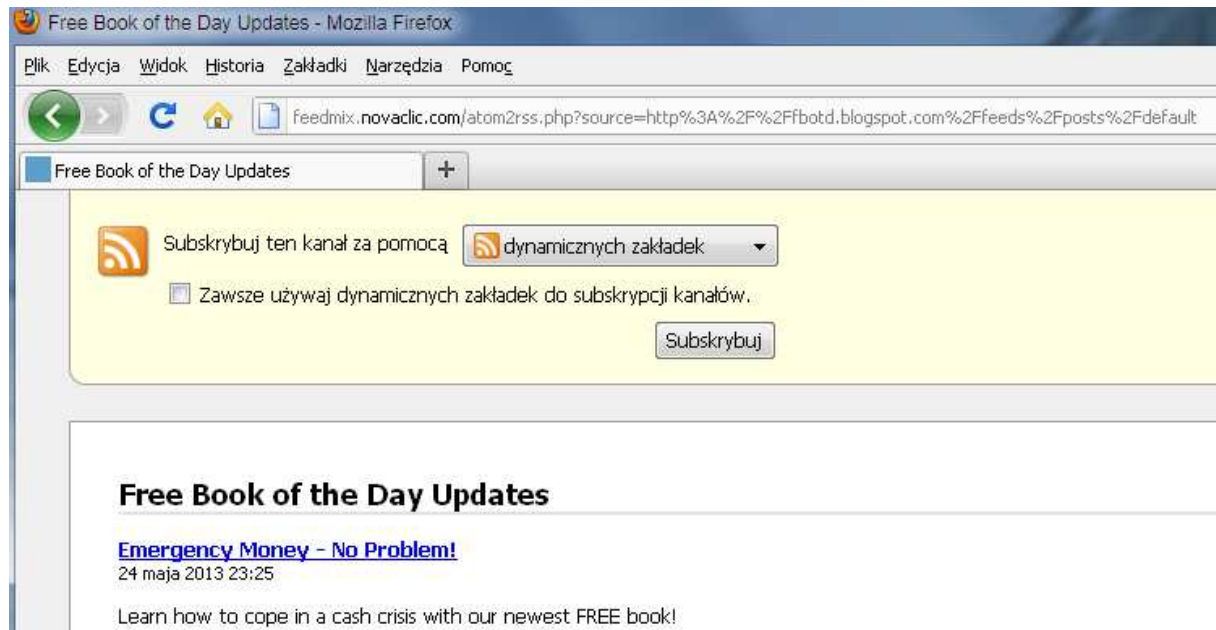 Free Book of the Day Updates - Mozilla Firefox
Plik Edycja Widok Historia Zakładki Narzędzia Pomoc
feedmix.novaclic.com/atom2rss.php?source=http%3A%2F%2Ffbotd.blogspot.com%2Ffeeds%2Fposts%2Fdefault
Free Book of the Day Updates
Subskrybuj ten kanał za pomocą dynamicznych zakładek
Zawsze używaj dynamicznych zakładek do subskrypcji kanałów.
Subskrybuj
Free Book of the Day Updates
Emergency Money - No Problem!
24 maja 2013 23:25
Learn how to cope in a cash crisis with our newest FREE book!